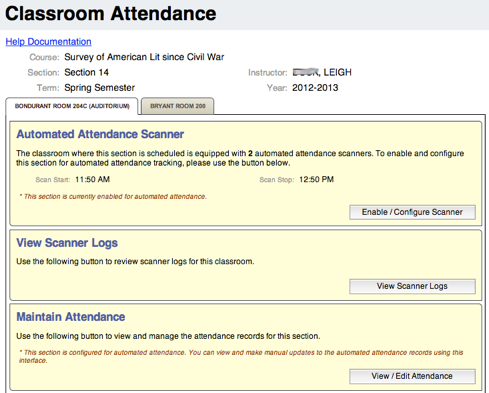 Classroom Attendance
Help Documentation
Course: Survey of American Lit since Civil War
Section: Section 14 Instructor: LEIGH
Term: Spring Semester Year: 2012-2013
BONDURANT ROOM 204C (AUDITORIUM) BRYANT ROOM 200
Automated Attendance Scanner
The classroom where this section is scheduled is equipped with 2 automated attendance scanners. To enable and configure
this section for automated attendance tracking, please use the button below.
Scan Start: 11:50 AM Scan Stop: 12:50 PM
* This section is currently enabled for automated attendance.
Enable / Configure Scanner
View Scanner Logs
Use the following button to review scanner logs for this classroom.
View Scanner Logs
Maintain Attendance
Use the following button to view and manage the attendance records for this section.
* This section is configured for automated attendance. You can view and make manual updates to the automated attendance records using this
interface.
View / Edit Attendance